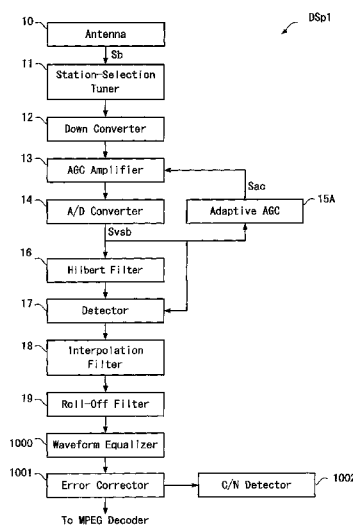 DSp1
10
Antenna
Sb
11
Station-Selection
Tuner
12
Down Converter
13
AGC Amplifier
Sac
14
A/D Converter
Adaptive AGC
15A
Svsb
16
Hilbert Filter
17
Detector
18
Interpolation
Filter
19
Roll-Off Filter
1000
Waveform Equalizer
1001
Error Corrector
C/N Detector
1002
To MPEG Decoder